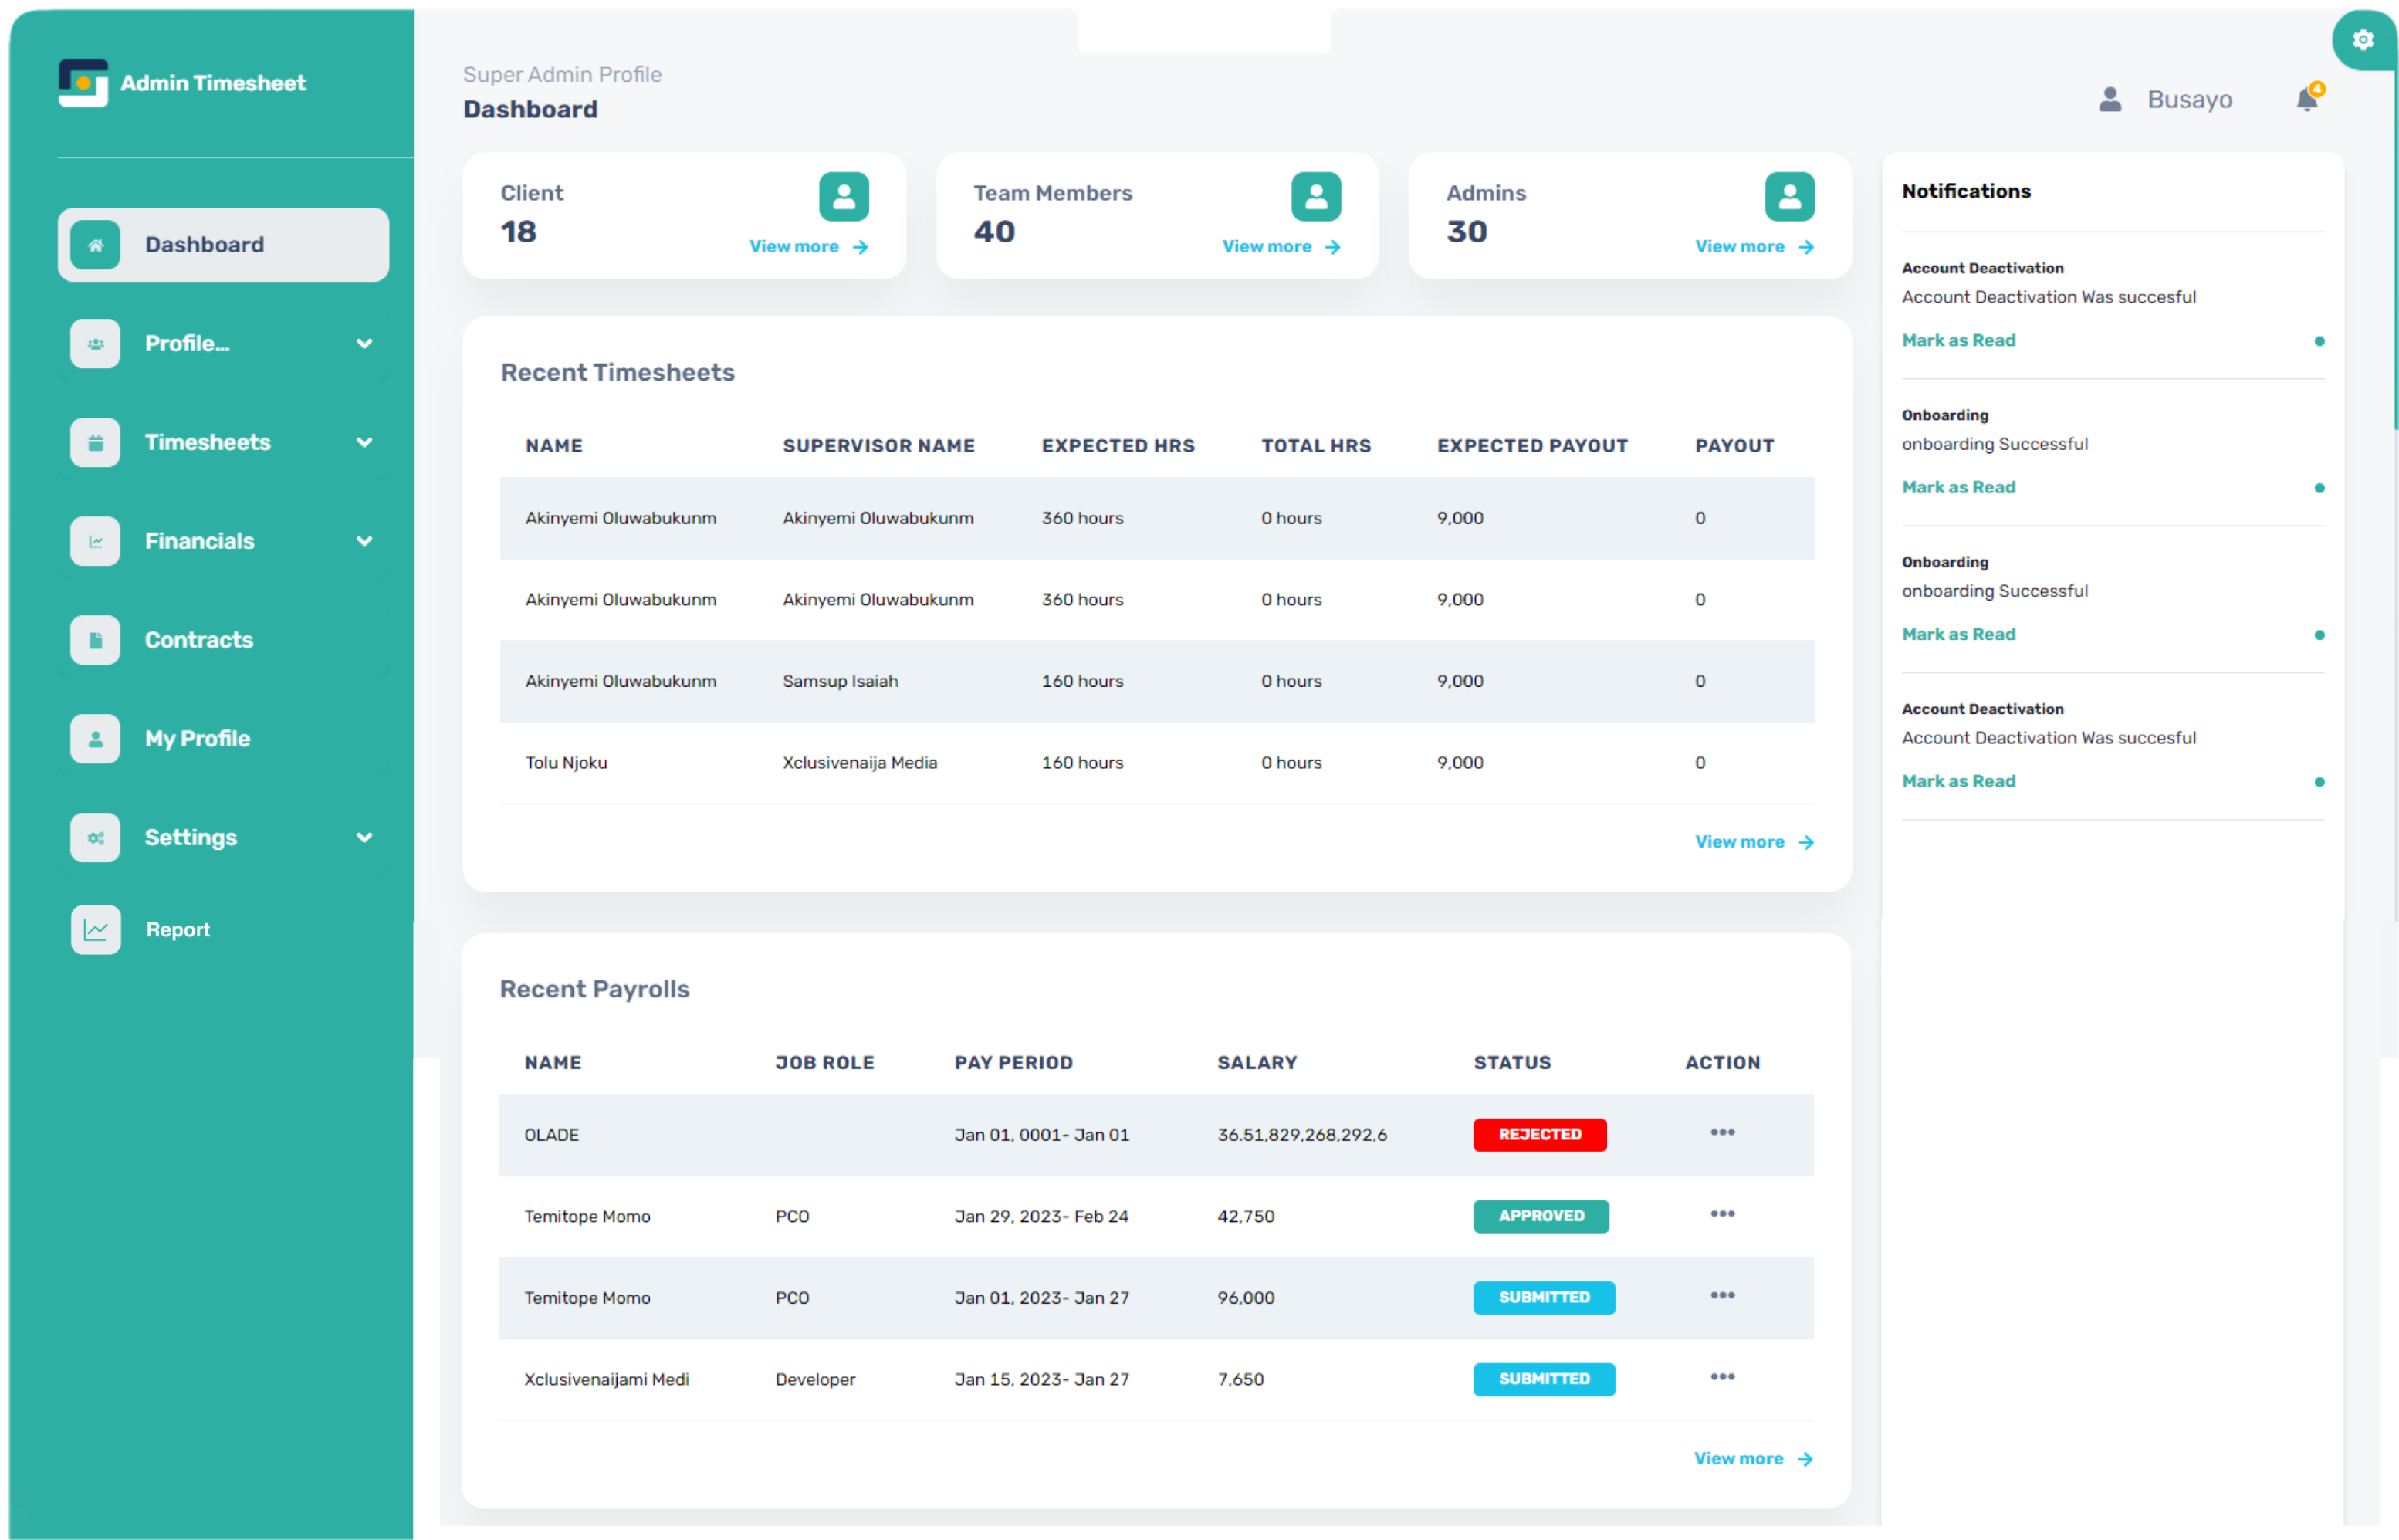 Admin Timesheet
Dashboard
Profile...
Timesheets
Financials
Contracts
My Profile
Settings
Report
Super Admin Profile
Dashboard
Busayo
4
Client
18
View more
Team Members
40
View more
Admins
30
View more
Recent Timesheets
NAME SUPERVISOR NAME EXPECTED HRS TOTAL HRS EXPECTED PAYOUT PAYOUT
Akinyemi Oluwabukunm Akinyemi Oluwabukunm 360 hours 0 hours 9,000 0
Akinyemi Oluwabukunm Akinyemi Oluwabukunm 360 hours 0 hours 9,000 0
Akinyemi Oluwabukunm Samsup Isaiah 160 hours 0 hours 9,000 0
Tolu Njoku Xclusivenaija Media 160 hours 0 hours 9,000 0
View more
Recent Payrolls
NAME JOB ROLE PAY PERIOD SALARY STATUS ACTION
OLADE Jan 01, 0001- Jan 01 36.51,829,268,292,6 REJECTED
Temitope Momo PCO Jan 29, 2023- Feb 24 42,750 APPROVED
Temitope Momo PCO Jan 01, 2023- Jan 27 96,000 SUBMITTED
Xclusivenaijami Medi Developer Jan 15, 2023- Jan 27 7,650 SUBMITTED
View more
Notifications
Account Deactivation
Account Deactivation Was succesful
Mark as Read
Onboarding
onboarding Successful
Mark as Read
Onboarding
onboarding Successful
Mark as Read
Account Deactivation
Account Deactivation Was succesful
Mark as Read